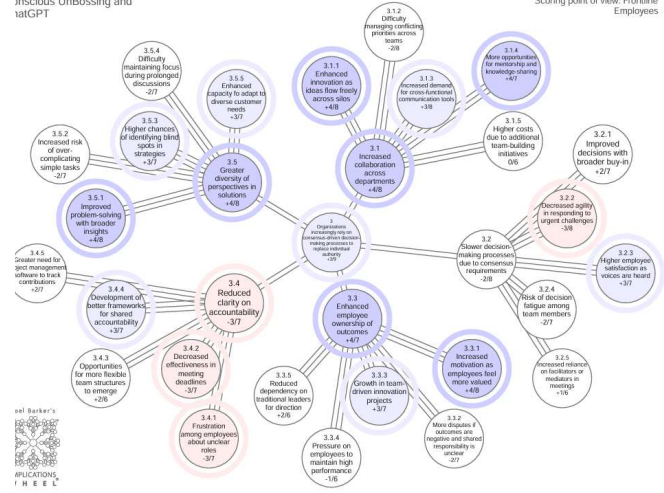 onscious UnBossing and
hatGPT
Scoring point of view: Frontline
Employees
3.1.2
Difficulty
managing conflicting
priorities across
teams
-2/8
3.5.4
Difficulty
maintaining focus
during prolonged
discussions
-2/7
3.1.4
More opportunities
for mentorship and
knowledge-sharing
+4/7
3.1.1
Enhanced
innovation as
ideas flow freely
across silos
+4/8
3.5.5
Enhanced
capacity to adapt to
diverse customer
needs
+3/7
3.1.3
Increased demand
for cross-functional
communication tools
+3/8
3.5.3
Higher chances
of identifying blind
spots in
strategies
+3/7
3.1.5
Higher costs
due to additional
team-building
initiatives
0/6
3.5.2
Increased risk
of over-
complicating
simple tasks
-2/7
3.2.1
Improved
decisions with
broader buy-in
+2/7
3.1
Increased
collaboration
across
departments
+4/8
3.5
Greater
diversity of
perspectives in
solutions
+4/8
3.2.2
Decreased agility
in responding to
urgent challenges
-3/8
3.5.1
Improved
problem-solving
with broader
insights
+4/8
3
Organisations
increasingly rely on
consensus-driven decision-
making processes to
replace individual
authority
+3/9
3.2
Slower decision-
making processes
due to consensus
requirements
-2/8
3.2.3
Higher employee
satisfaction as
voices are heard
+3/7
3.4.5
Greater need for
ject management
software to track
contributions
+2/7
3.4
Reduced
clarity on
accountability
-3/7
3.4.4
Development of
better frameworks
for shared
accountability
+3/7
3.2.4
Risk of decision
fatigue among
team members
-2/7
3.3
Enhanced
employee
ownership of
outcomes
+4/7
3.4.3
Opportunities
for more flexible
team structures
to emerge
+2/6
3.4.2
Decreased
effectiveness in
meeting
deadlines
-3/7
3.3.1
Increased
motivation as
employees feel
more valued
+4/8
3.2.5
Increased reliance
on facilitators or
mediators in
meetings
+1/6
3.3.5
Reduced
dependency on
traditional leaders
for direction
+2/6
3.3.3
Growth in team-
driven innovation
projects
+3/7
3.4.1
Frustration
among employees
about unclear
roles
-3/7
3.3.2
More disputes if
outcomes are
negative and shared
responsibility is
unclear
-2/7
3.3.4
Pressure on
employees to
maintain high
performance
-1/6
oel Barker's
MPLICATIONS
HEEL